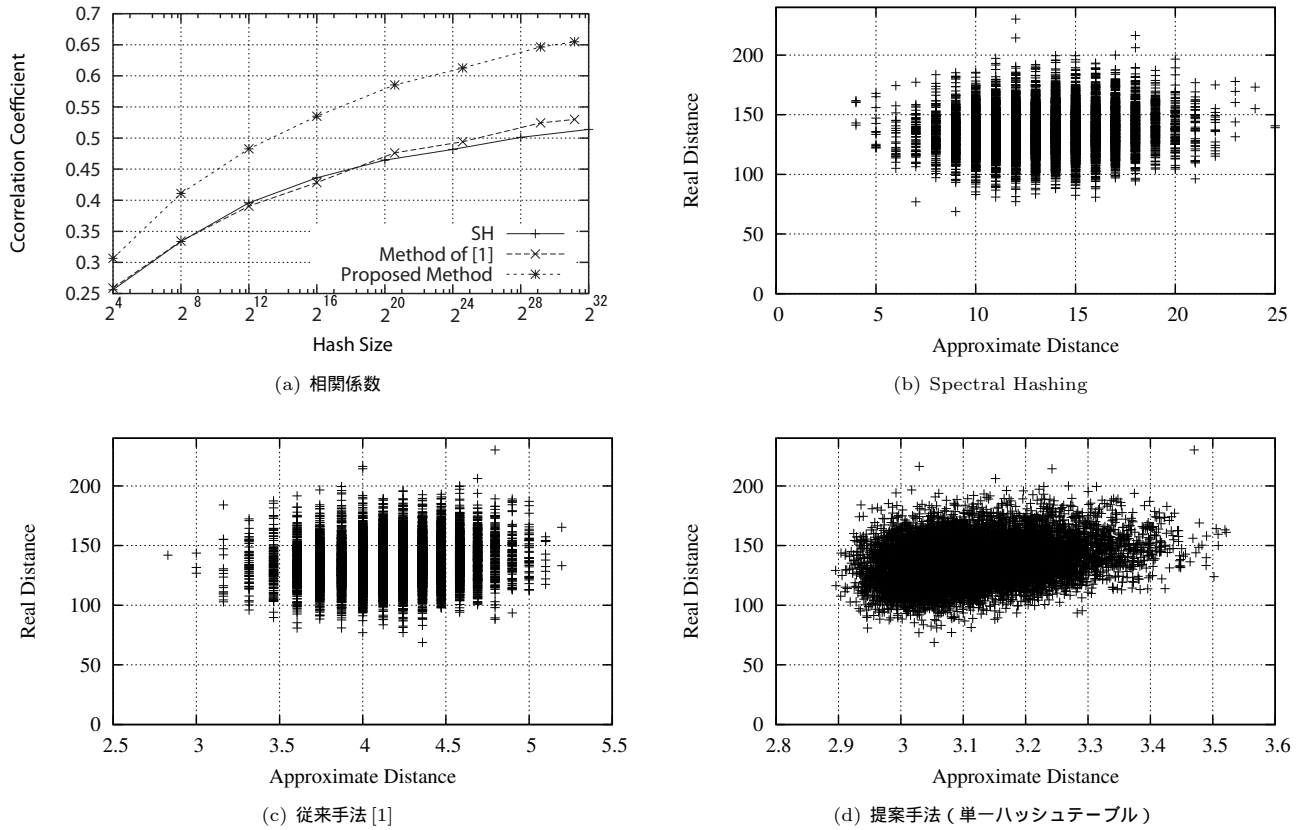 0.7
0.65
0.6
0.55
0.5
0.45
0.4
0.35
0.3
0.25
Ccorrelation Coefficient
SH
Method of [1]
Proposed Method
2^4 2^8 2^12 2^16 2^20 2^24 2^28 2^32
Hash Size
(a) 相関係数
200
150
100
50
0
Real Distance
0 5 10 15 20 25
Approximate Distance
(b) Spectral Hashing
200
150
100
50
0
Real Distance
2.5 3 3.5 4 4.5 5 5.5
Approximate Distance
(c) 従来手法 [1]
200
150
100
50
0
Real Distance
2.8 2.9 3 3.1 3.2 3.3 3.4 3.5 3.6
Approximate Distance
(d) 提案手法 ( 単一ハッシュテーブル )